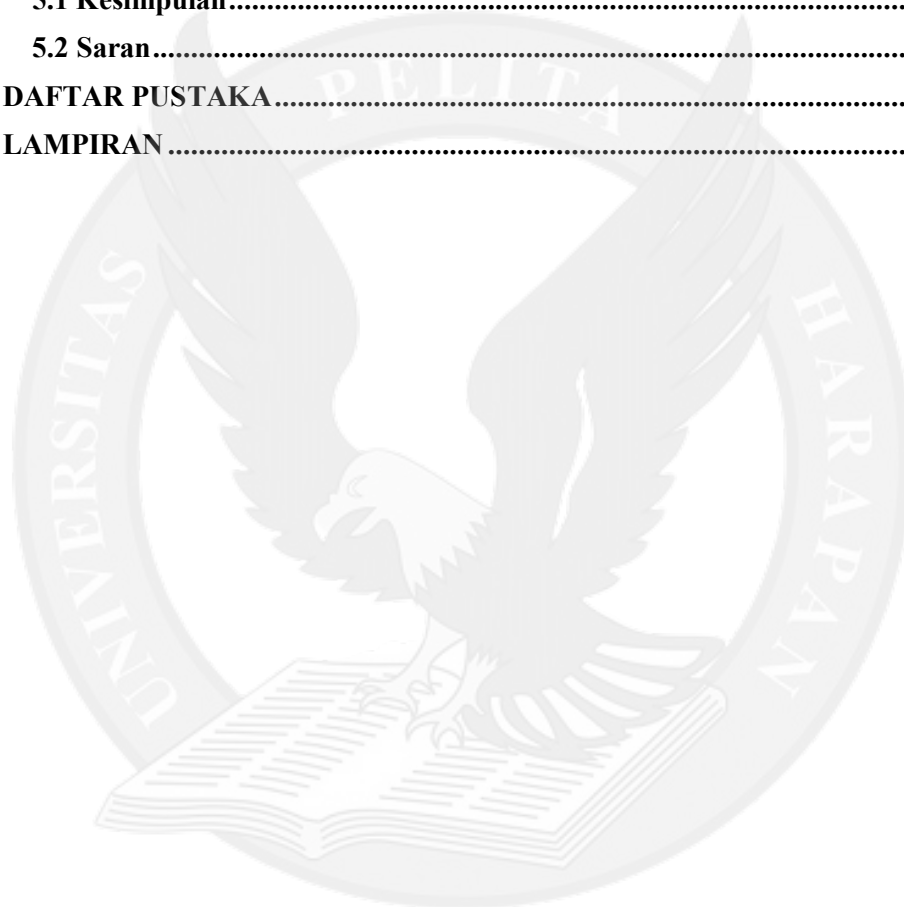 5.1 Kesimpulan..........................................................................................
5.2 Saran....................................................................................................
DAFTAR PUSTAKA....................................................................................
LAMPIRAN..................................................................................................
UNIVERSITAS PELITA HARAPAN